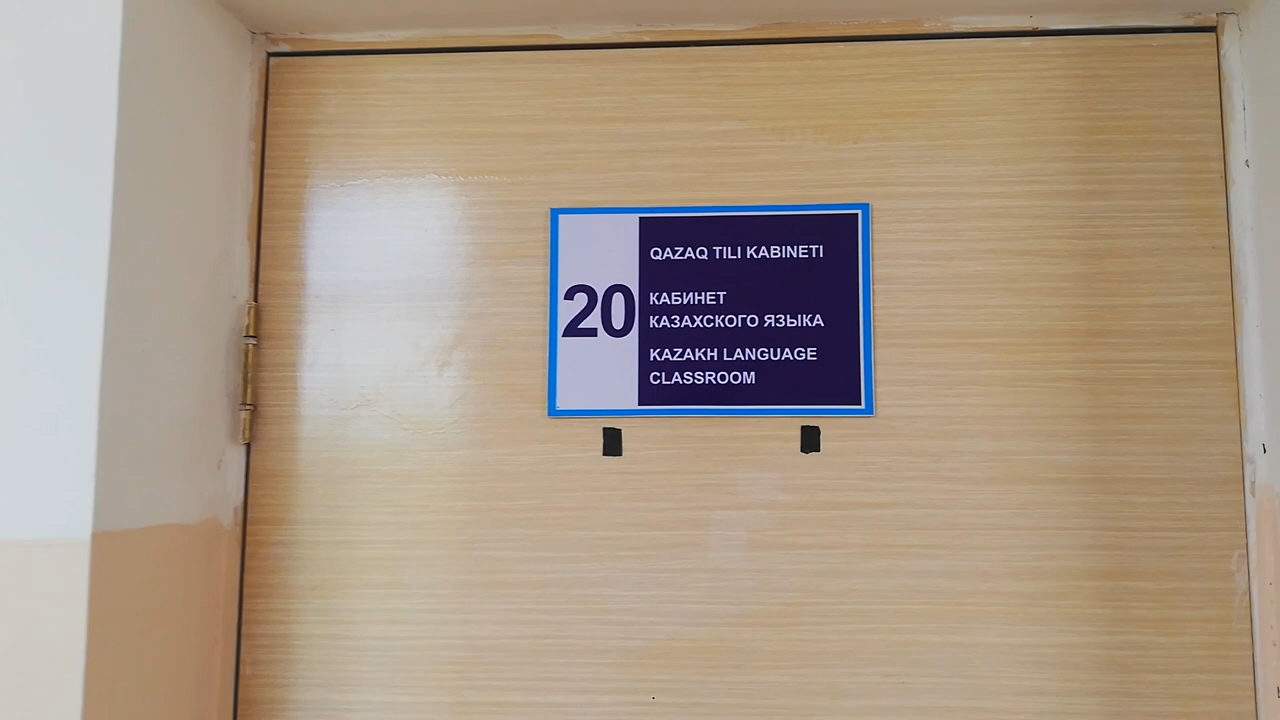 20
QAZAQ TILI KABINETI
КАБИНЕТ
КАЗАХСКОГО ЯЗЫКА
KAZAKH LANGUAGE
CLASSROOM